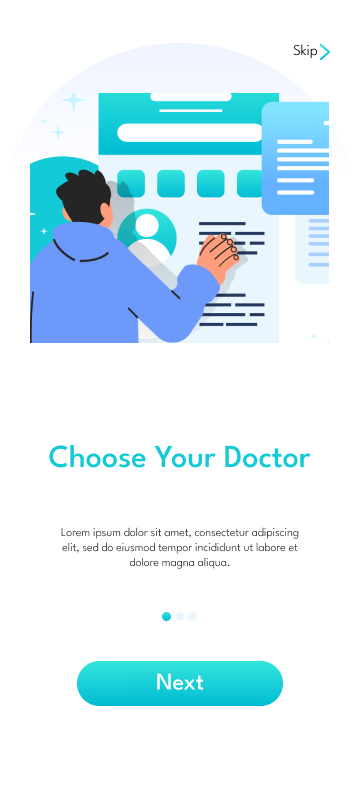 Skip
Choose Your Doctor
Lorem ipsum dolor sit amet, consectetur adipiscing
elit, sed do eiusmod tempor incididunt ut labore et
dolore magna aliqua.
Next